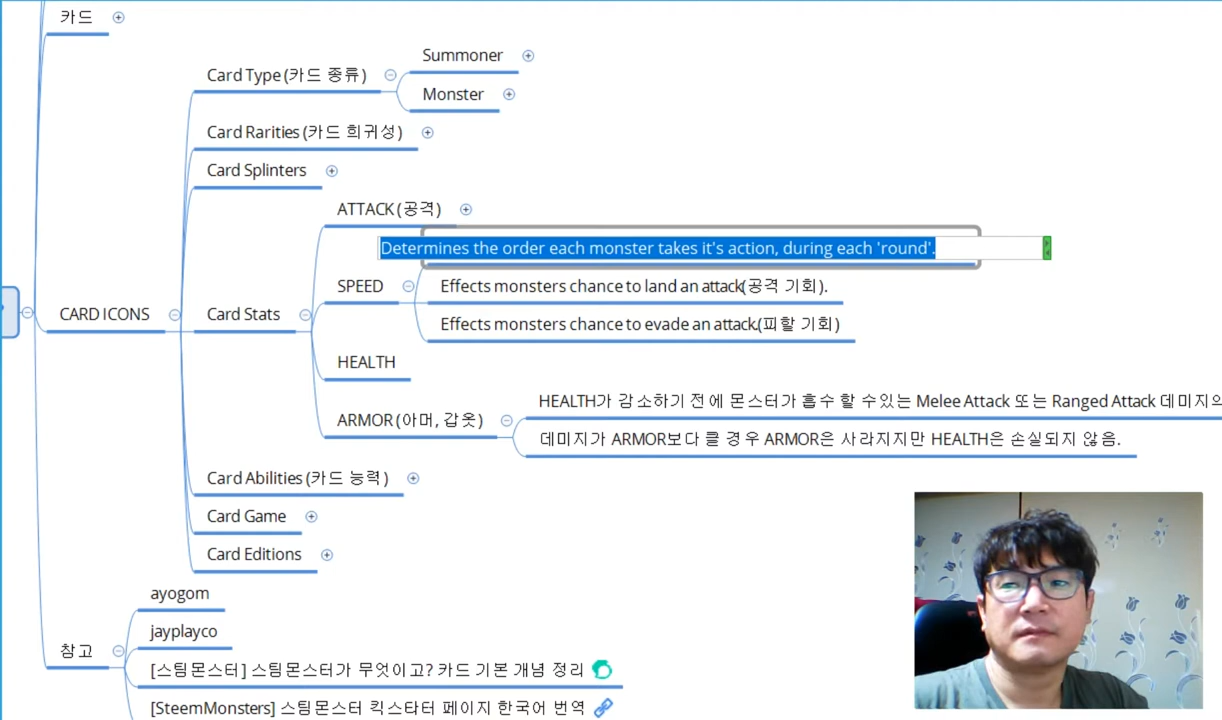 카드
Card Type (카드 종류)
Summoner
Monster
Card Rarities (카드 희귀성)
Card Splinters
ATTACK (공격)
Determines the order each monster takes it's action, during each 'round'.
SPEED
Effects monsters chance to land an attack(공격 기회).
Effects monsters chance to evade an attack.(피할 기회)
CARD ICONS
Card Stats
HEALTH
ARMOR (아머, 갑옷)
HEALTH가 감소하기 전에 몬스터가 흡수 할 수있는 Melee Attack 또는 Ranged Attack 데미지의
데미지가 ARMOR보다 클 경우 ARMOR은 사라지지만 HEALTH은 손실되지 않음.
Card Abilities (카드 능력)
Card Game
Card Editions
참고
ayogom
jayplayco
[스팀몬스터] 스팀몬스터가 무엇이고? 카드 기본 개념 정리
[SteemMonsters] 스팀몬스터 킥스타터 페이지 한국어 번역